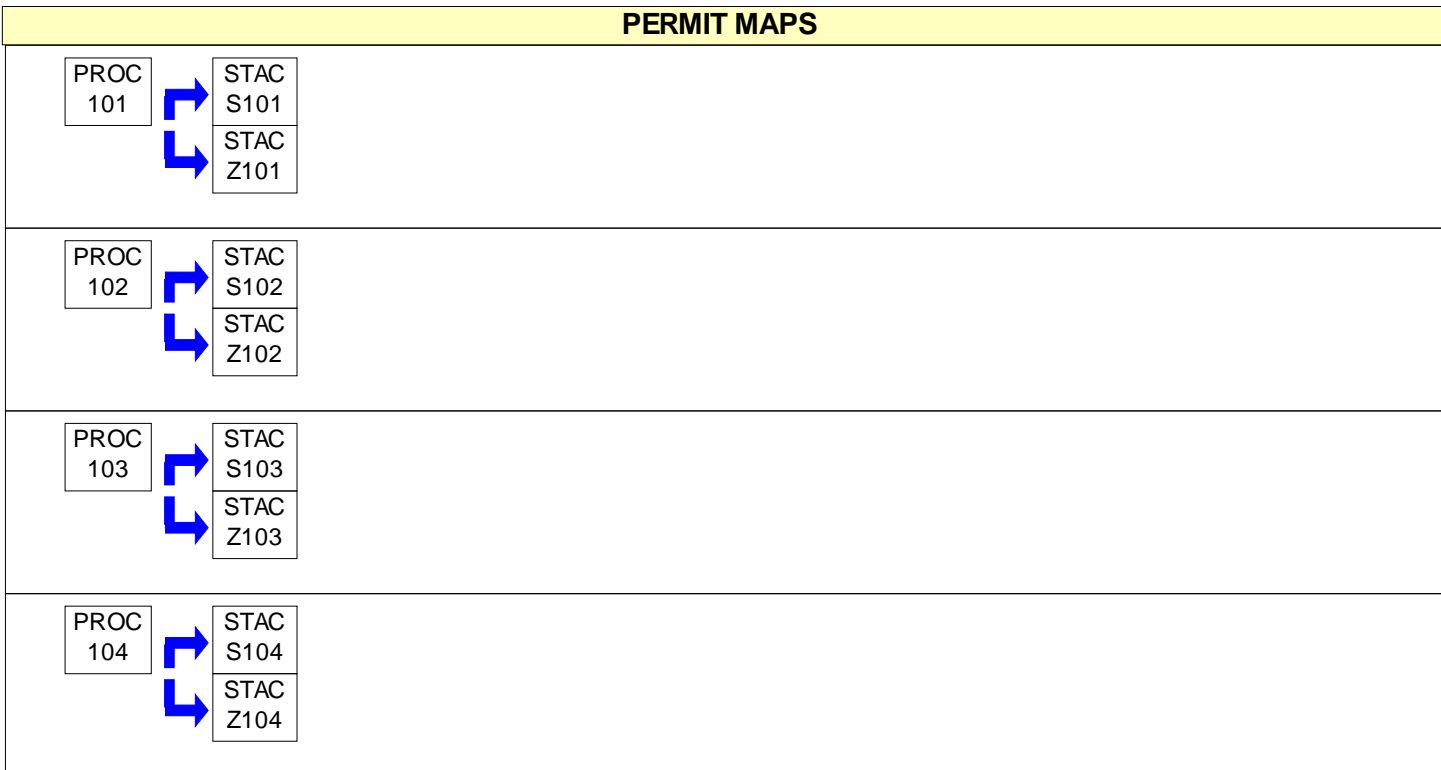 PERMIT MAPS
PROC
101
STAC
S101
STAC
Z101
PROC
102
STAC
S102
STAC
Z102
PROC
103
STAC
S103
STAC
Z103
PROC
104
STAC
S104
STAC
Z104